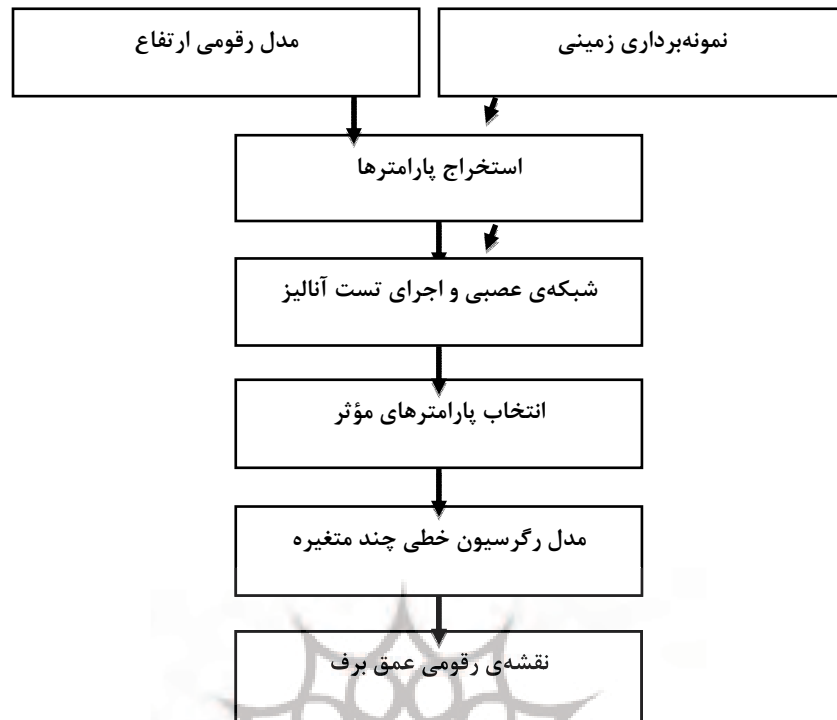 نمونه‌برداری زمینی
مدل رقومی ارتفاع
استخراج پارامترها
شبکه‌ی عصبی و اجرای تست آنالیز
انتخاب پارامترهای مؤثر
مدل رگرسیون خطی چند متغیره
نقشه‌ی رقومی عمق برف